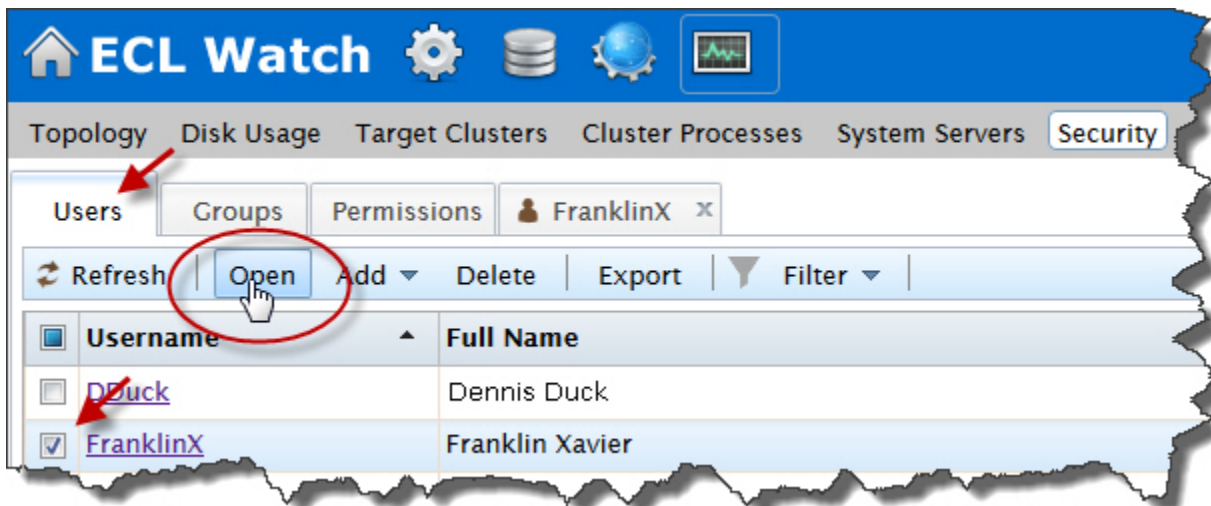 ECL Watch
Topology Disk Usage Target Clusters Cluster Processes System Servers Security
Users Groups Permissions FranklinX x
Refresh Open Add Delete Export Filter
Username Full Name
DDuck Dennis Duck
FranklinX Franklin Xavier